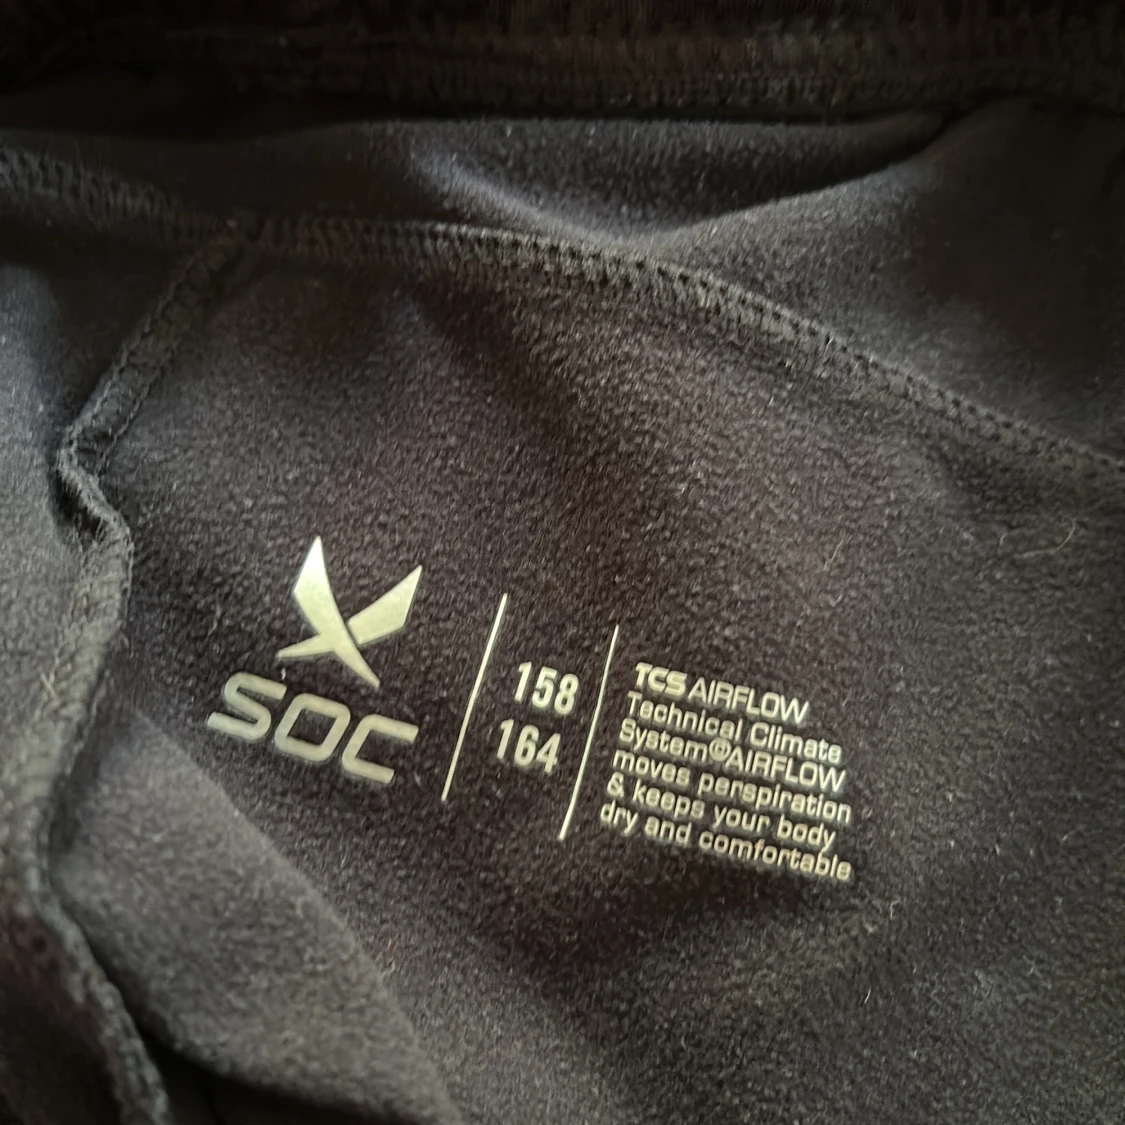 SOC
158
164
TCS AIRFLOW
Technical Climate
System©AIRFLOW
moves perspiration
& keeps your body
dry and comfortable